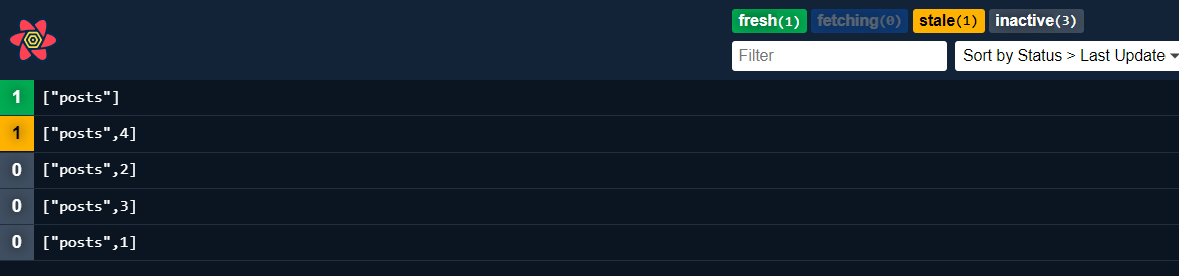 fresh(1) fetching(0) stale(1) inactive(3)
Filter Sort by Status > Last Update
1 ["posts"]
1 ["posts",4]
0 ["posts",2]
0 ["posts",3]
0 ["posts",1]